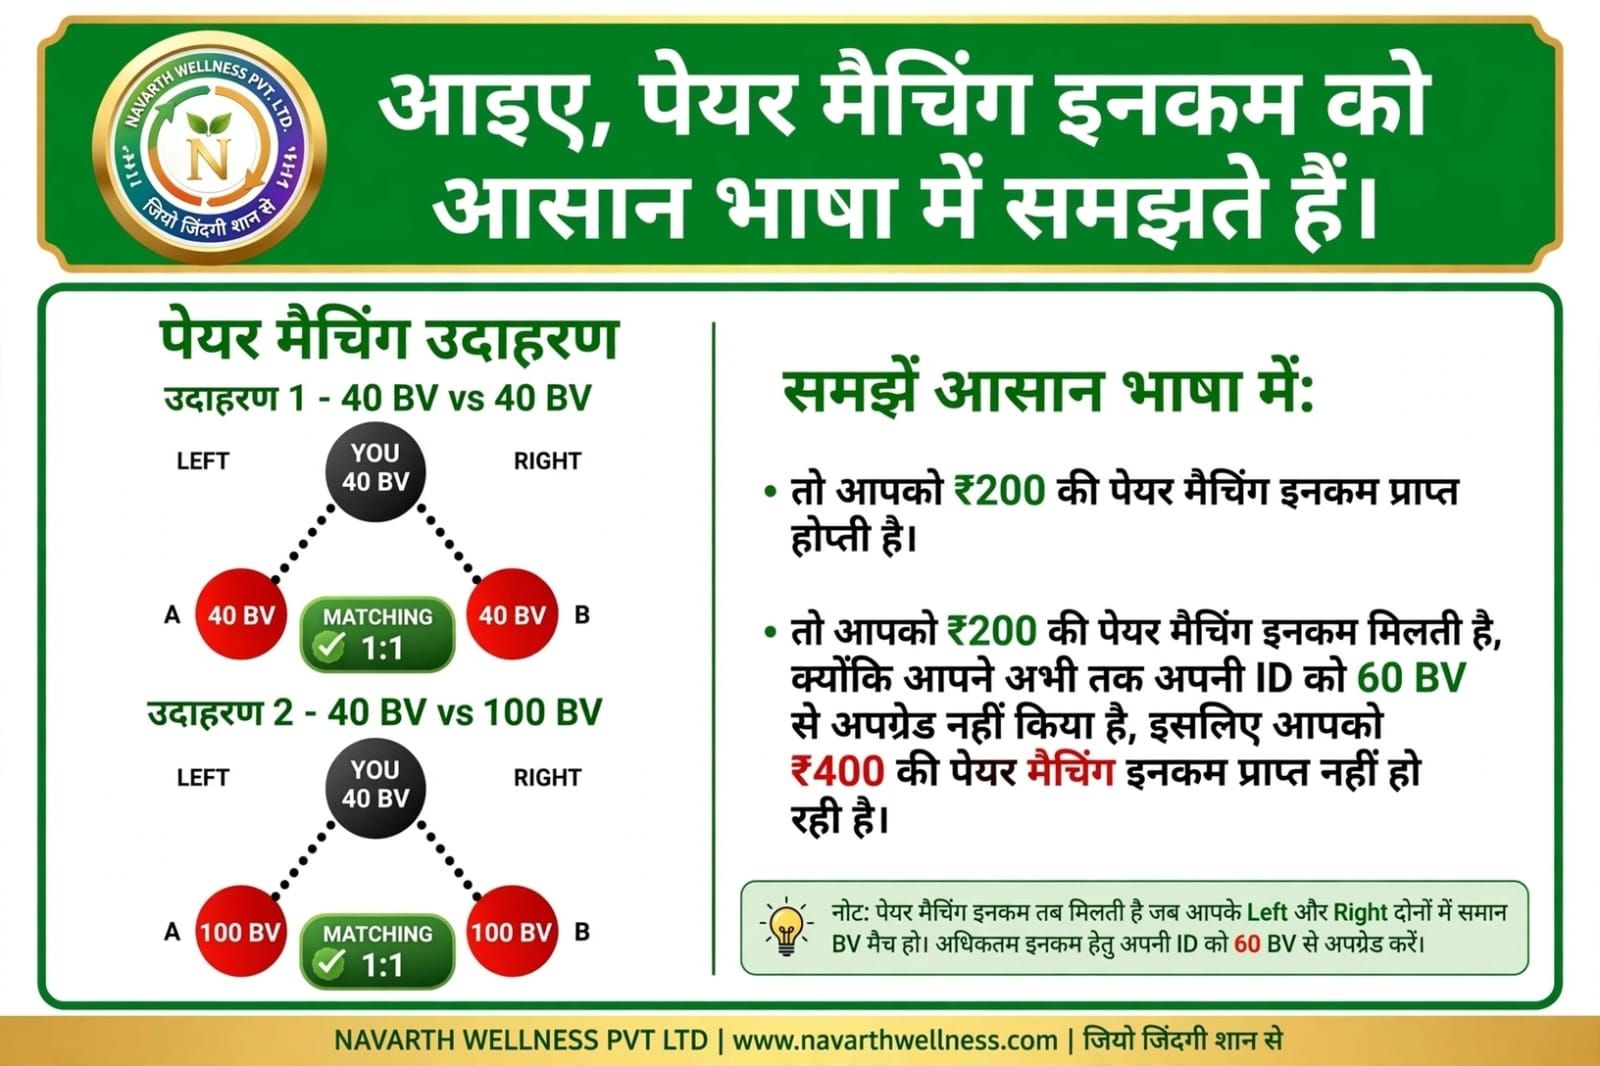 NAVARTH WELLNESS PVT. LTD.
N
जियो जिंदगी शान से
आइए, पेयर मैचिंग इनकम को
आसान भाषा में समझते हैं।
पेयर मैचिंग उदाहरण
उदाहरण 1 - 40 BV vs 40 BV
LEFT
YOU
40 BV
RIGHT
A
40 BV
MATCHING
1:1
40 BV
B
उदाहरण 2 - 40 BV vs 100 BV
LEFT
YOU
40 BV
RIGHT
A
100 BV
MATCHING
1:1
100 BV
B
समझें आसान भाषा में:
• तो आपको ₹200 की पेयर मैचिंग इनकम प्राप्त
होप्ती है।
• तो आपको ₹200 की पेयर मैचिंग इनकम मिलती है,
क्योंकि आपने अभी तक अपनी ID को 60 BV
से अपग्रेड नहीं किया है, इसलिए आपको
₹400 की पेयर मैचिंग इनकम प्राप्त नहीं हो
रही है।
नोट: पेयर मैचिंग इनकम तब मिलती है जब आपके Left और Right दोनों में समान
BV मैच हो। अधिकतम इनकम हेतु अपनी ID को 60 BV से अपग्रेड करें।
NAVARTH WELLNESS PVT LTD | www.navarthwellness.com | जियो जिंदगी शान से